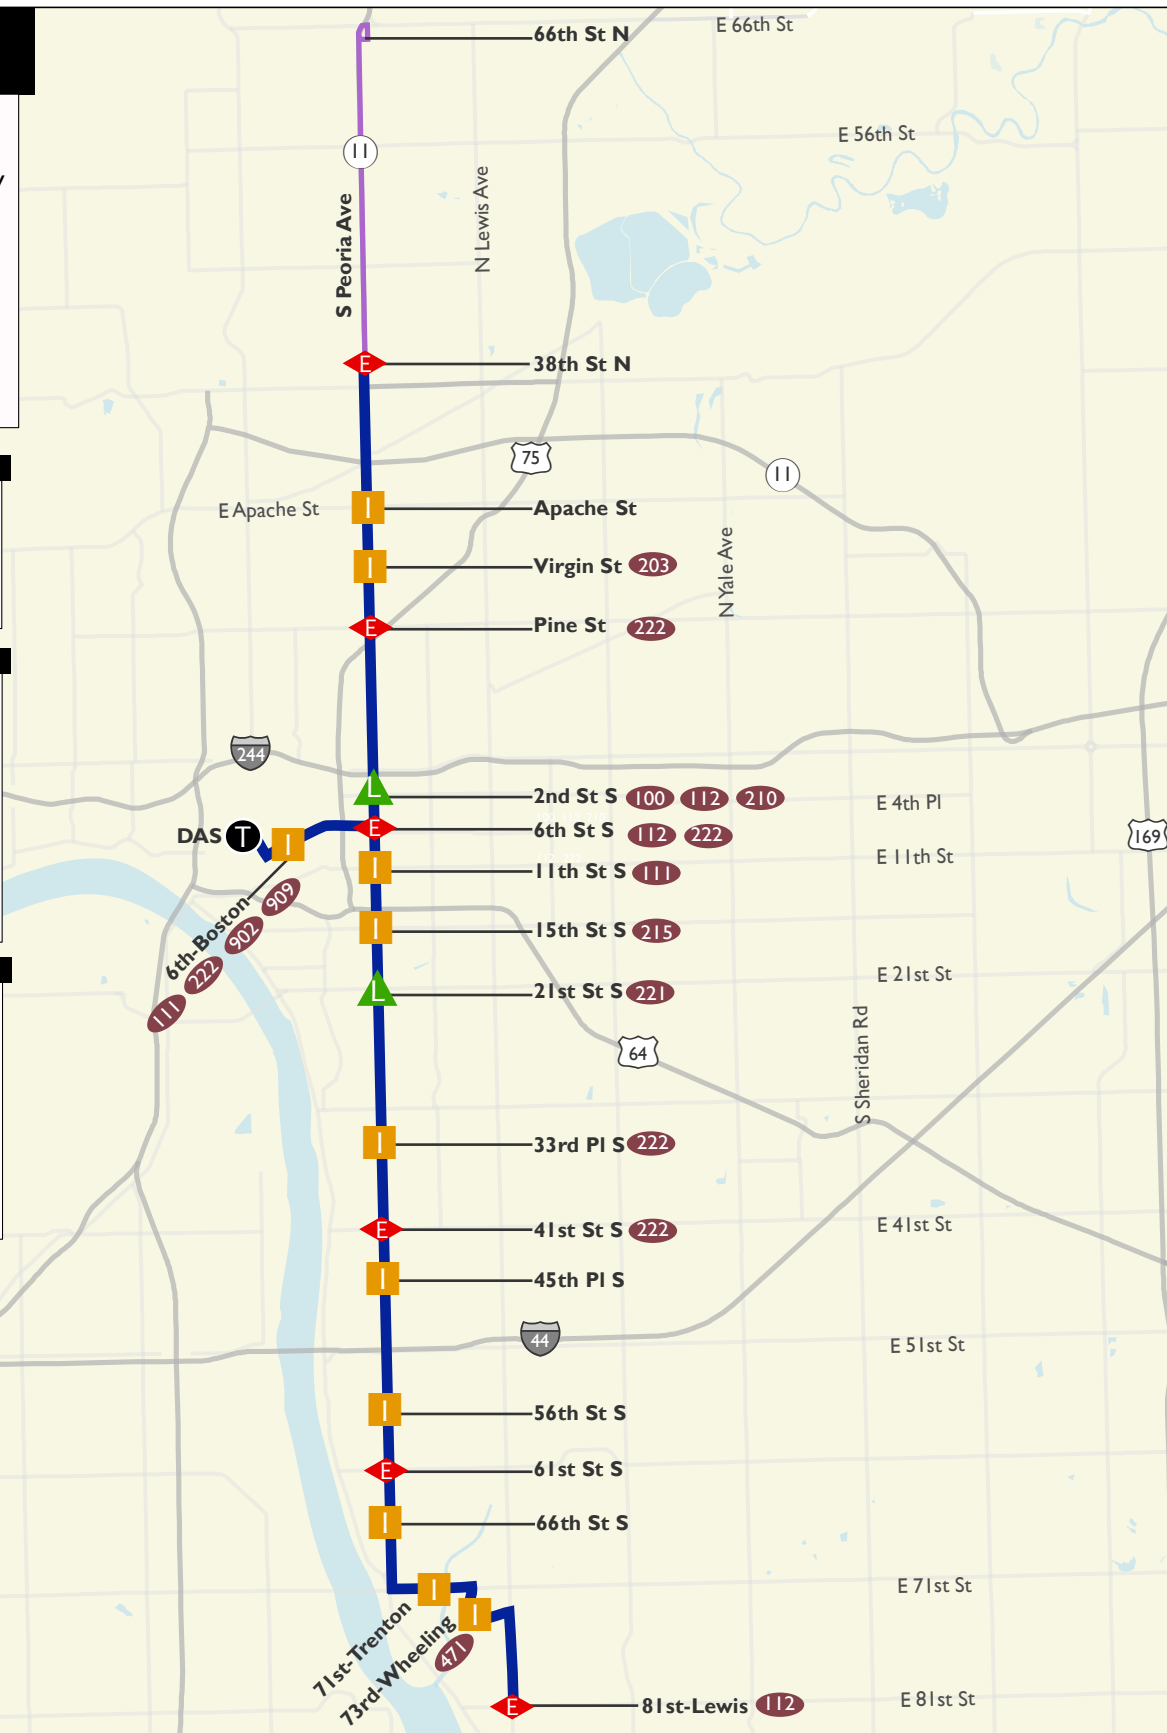 66th St N
E 66th St
E 56th St
11
N Lewis Ave
S Peoria Ave
E
38th St N
75
11
E Apache St
I
Apache St
N Yale Ave
I
Virgin St
203
E
Pine St
222
244
L
2nd St S
100
112
210
E 4th Pl
DAS
T
I
E
6th St S
112
222
169
I
11th St S
111
E 11th St
6th-Boston
909
902
222
111
I
15th St S
215
L
21st St S
221
E 21st St
64
S Sheridan Rd
I
33rd Pl S
222
E
41st St S
222
E 41st St
I
45th Pl S
44
E 51st St
I
56th St S
E
61st St S
I
66th St S
I
71st-Trenton
E 71st St
I
73rd-Wheeling
471
E
81st-Lewis
112
E 81st St